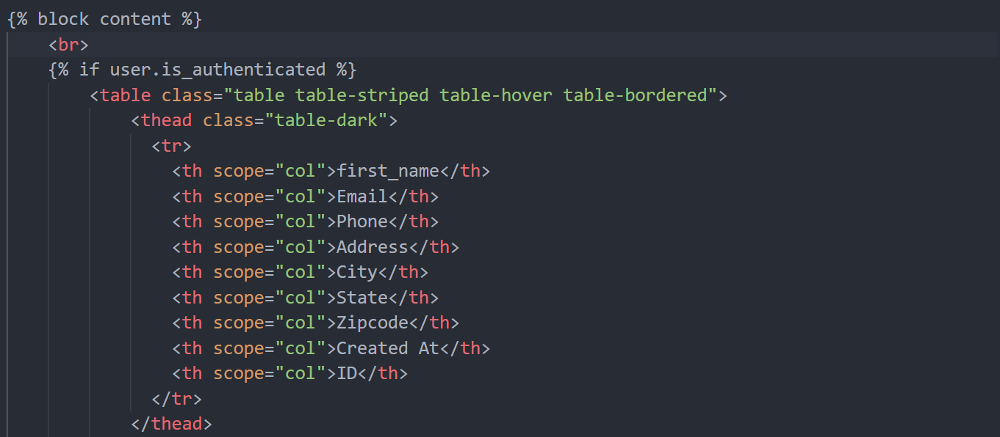 {% block content %}
<br>
{% if user.is_authenticated %}
<table class="table table-striped table-hover table-bordered">
<thead class="table-dark">
<tr>
<th scope="col">first_name</th>
<th scope="col">Email</th>
<th scope="col">Phone</th>
<th scope="col">Address</th>
<th scope="col">City</th>
<th scope="col">State</th>
<th scope="col">Zipcode</th>
<th scope="col">Created At</th>
<th scope="col">ID</th>
</tr>
</thead>